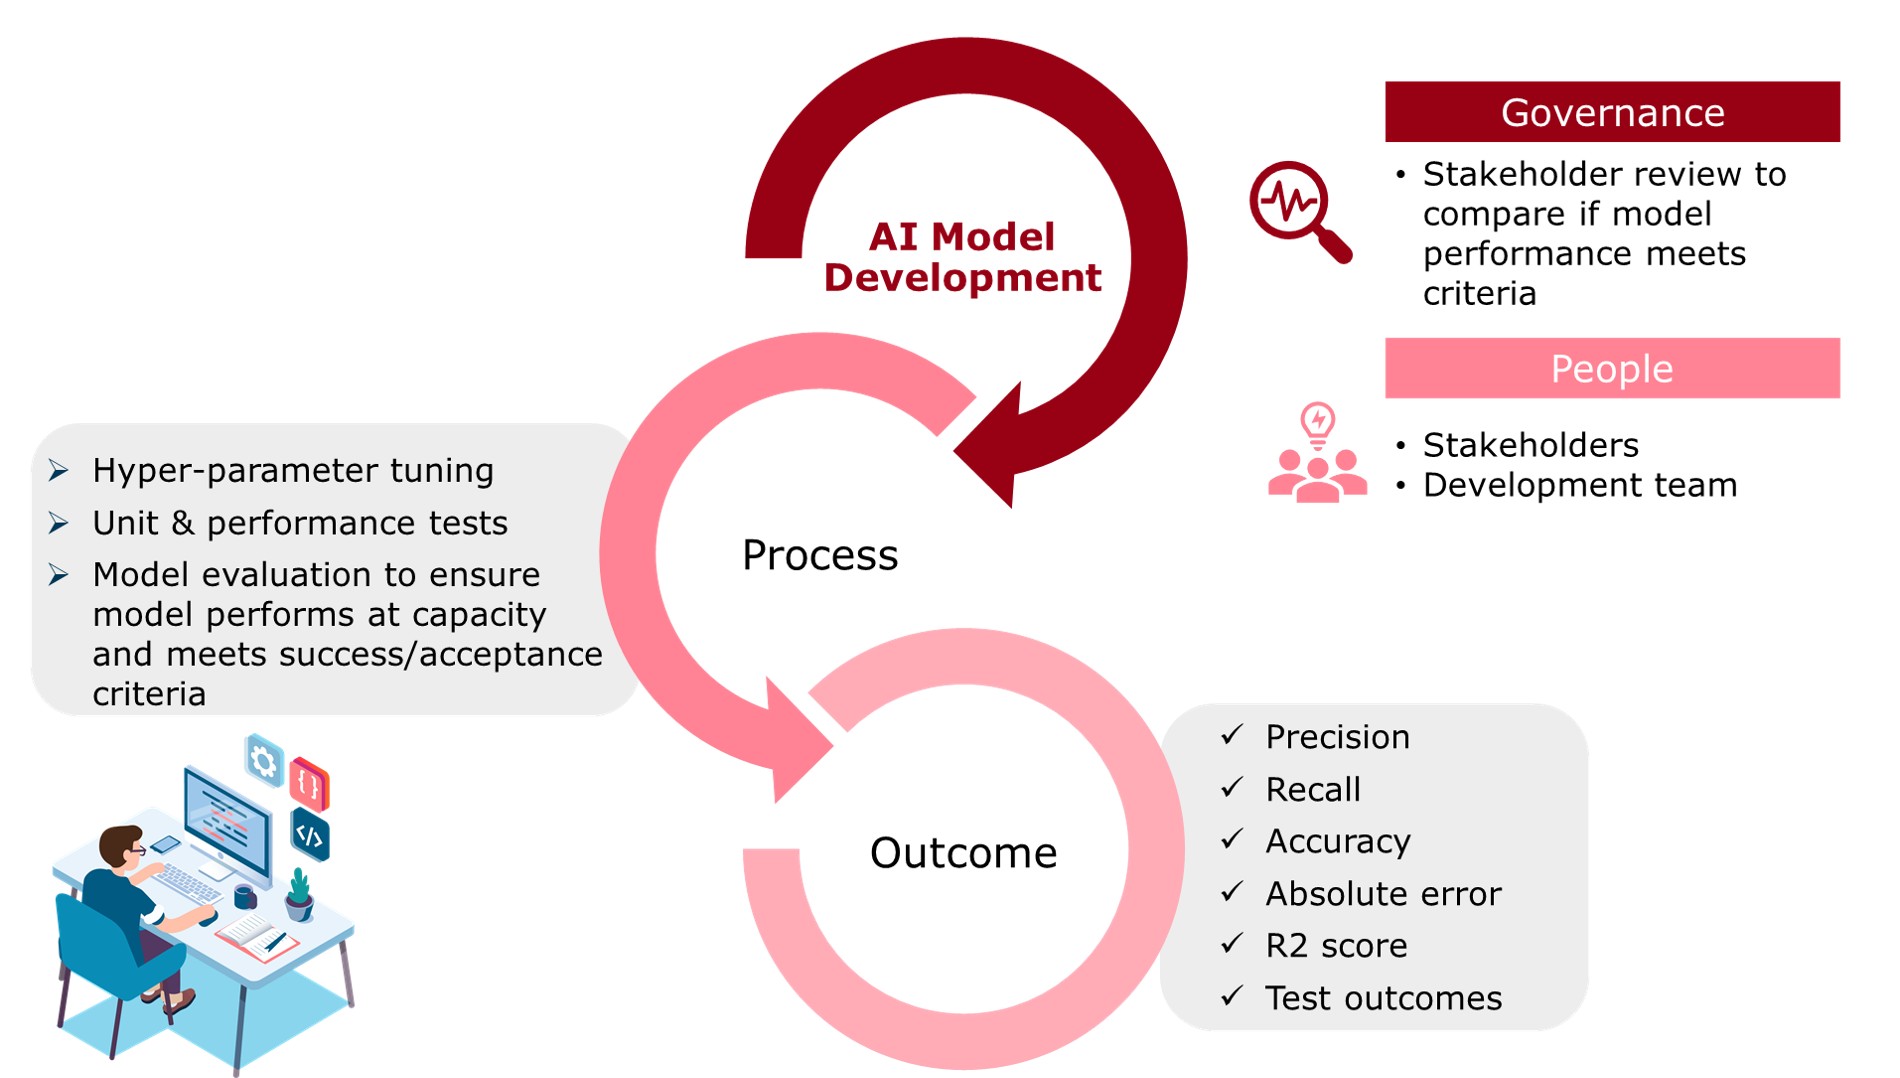 AI Model
Development
Governance
• Stakeholder review to
compare if model
performance meets
criteria
People
• Stakeholders
• Development team
Process
➢ Hyper-parameter tuning
➢ Unit & performance tests
➢ Model evaluation to ensure
model performs at capacity
and meets success/acceptance
criteria
Outcome
✓ Precision
✓ Recall
✓ Accuracy
✓ Absolute error
✓ R2 score
✓ Test outcomes
{}
</>